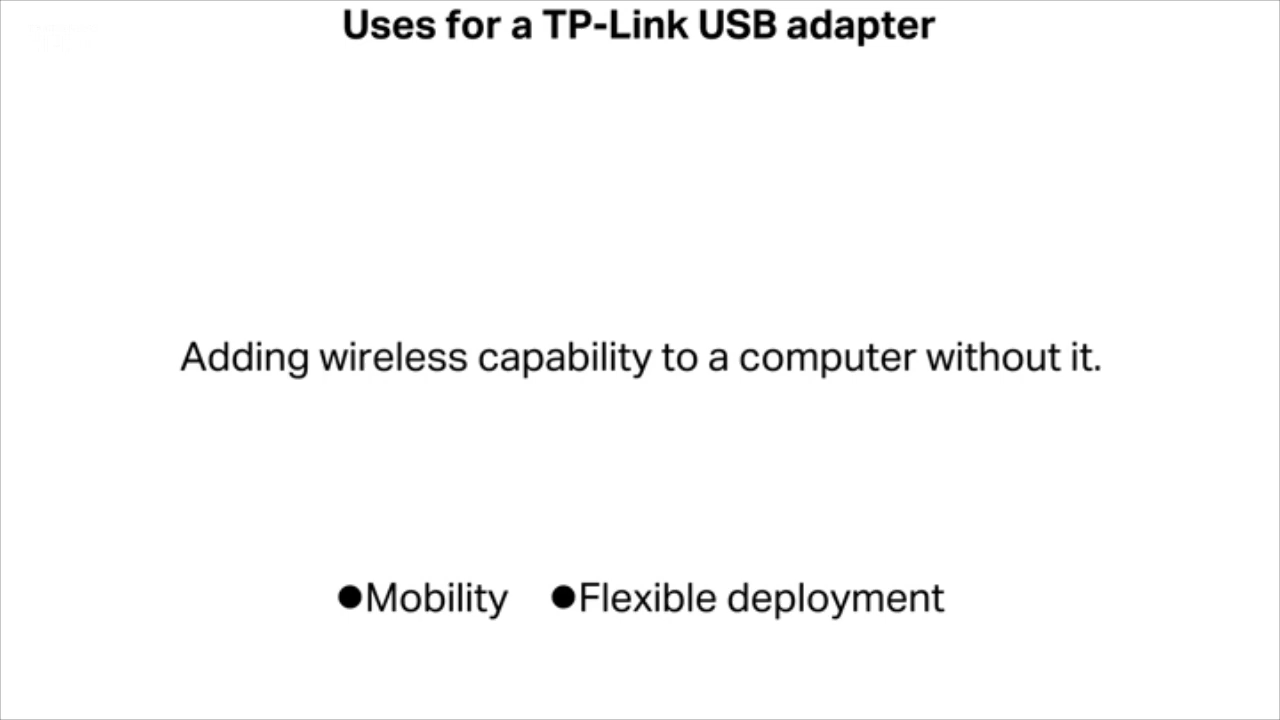 Uses for a TP-Link USB adapter
Adding wireless capability to a computer without it.
●Mobility ●Flexible deployment